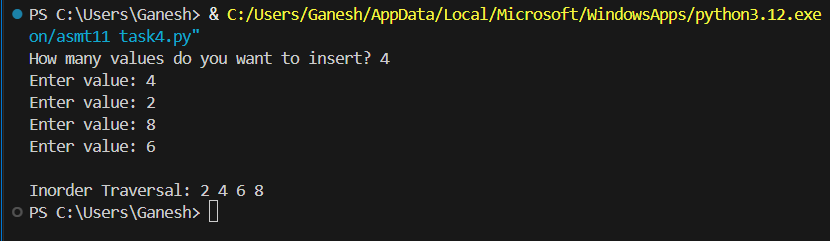 PS C:\Users\Ganesh> & C:/Users/Ganesh/AppData/Local/Microsoft/WindowsApps/python3.12.exe
on/asmt11 task4.py"
How many values do you want to insert? 4
Enter value: 4
Enter value: 2
Enter value: 8
Enter value: 6
Inorder Traversal: 2 4 6 8
PS C:\Users\Ganesh>